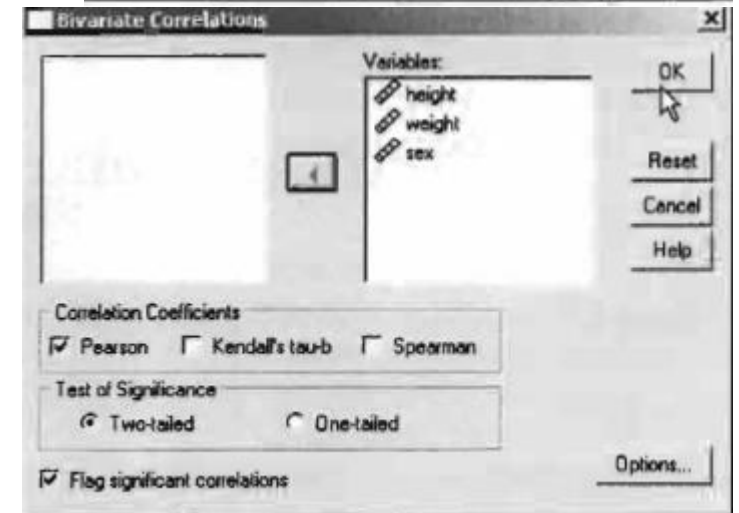 Bivariate Correlations
Variables:
height
weight
sex
OK
Reset
Cancel
Help
Correlation Coefficients
Pearson Kendall's tau-b Spearman
Test of Significance
Two-tailed One-tailed
Flag significant correlations
Options...